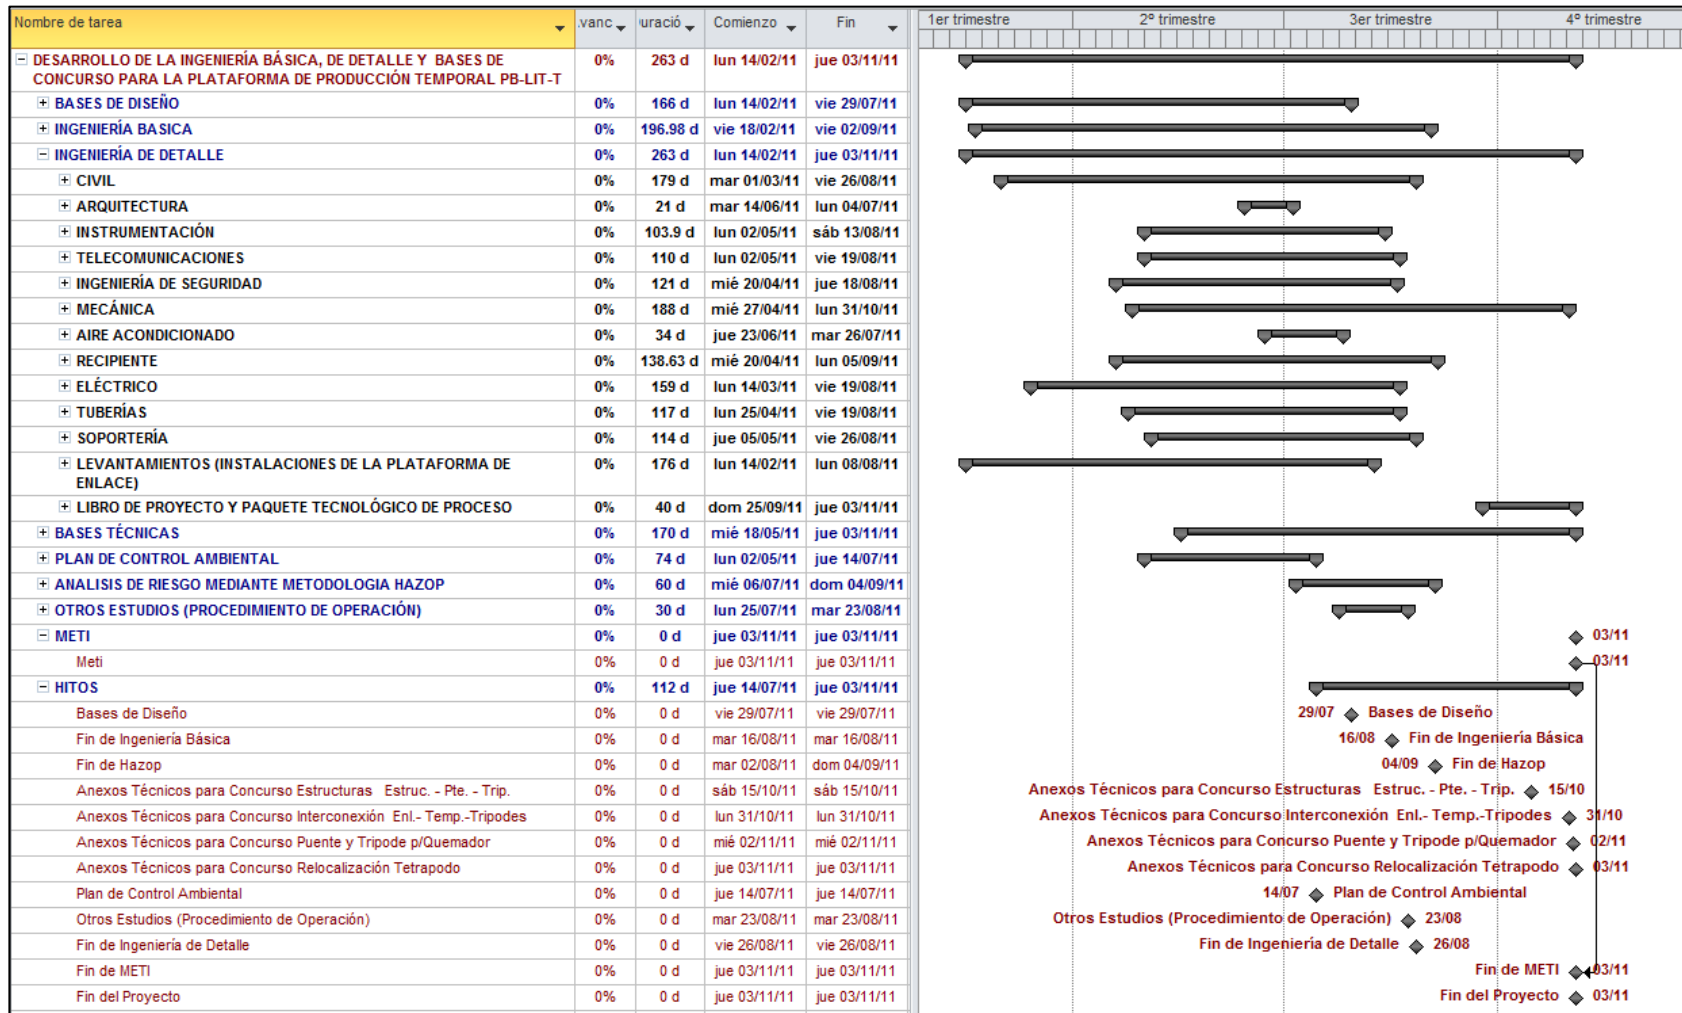 Nombre de tarea .vanc uració Comienzo Fin 1er trimestre 2º trimestre 3er trimestre 4º trimestre
DESARROLLO DE LA INGENIERÍA BÁSICA, DE DETALLE Y BASES DE 0% 263 d lun 14/02/11 jue 03/11/11
CONCURSO PARA LA PLATAFORMA DE PRODUCCIÓN TEMPORAL PB-LIT-T
BASES DE DISEÑO 0% 166 d lun 14/02/11 vie 29/07/11
INGENIERÍA BASICA 0% 196.98 d vie 18/02/11 vie 02/09/11
INGENIERÍA DE DETALLE 0% 263 d lun 14/02/11 jue 03/11/11
CIVIL 0% 179 d mar 01/03/11 vie 26/08/11
ARQUITECTURA 0% 21 d mar 14/06/11 lun 04/07/11
INSTRUMENTACIÓN 0% 103.9 d lun 02/05/11 sáb 13/08/11
TELECOMUNICACIONES 0% 110 d lun 02/05/11 vie 19/08/11
INGENIERÍA DE SEGURIDAD 0% 121 d mié 20/04/11 jue 18/08/11
MECÁNICA 0% 188 d mié 27/04/11 lun 31/10/11
AIRE ACONDICIONADO 0% 34 d jue 23/06/11 mar 26/07/11
RECIPIENTE 0% 138.63 d mié 20/04/11 lun 05/09/11
ELÉCTRICO 0% 159 d lun 14/03/11 vie 19/08/11
TUBERÍAS 0% 117 d lun 25/04/11 vie 19/08/11
SOPORTERÍA 0% 114 d jue 05/05/11 vie 26/08/11
LEVANTAMIENTOS (INSTALACIONES DE LA PLATAFORMA DE 0% 176 d lun 14/02/11 lun 08/08/11
ENLACE)
LIBRO DE PROYECTO Y PAQUETE TECNOLÓGICO DE PROCESO 0% 40 d dom 25/09/11 jue 03/11/11
BASES TÉCNICAS 0% 170 d mié 18/05/11 jue 03/11/11
PLAN DE CONTROL AMBIENTAL 0% 74 d lun 02/05/11 jue 14/07/11
ANALISIS DE RIESGO MEDIANTE METODOLOGIA HAZOP 0% 60 d mié 06/07/11 dom 04/09/11
OTROS ESTUDIOS (PROCEDIMIENTO DE OPERACIÓN) 0% 30 d lun 25/07/11 mar 23/08/11
METI 0% 0 d jue 03/11/11 jue 03/11/11 03/11
Meti 0% 0 d jue 03/11/11 jue 03/11/11 03/11
HITOS 0% 112 d jue 14/07/11 jue 03/11/11
Bases de Diseño 0% 0 d vie 29/07/11 vie 29/07/11 29/07 Bases de Diseño
Fin de Ingeniería Básica 0% 0 d mar 16/08/11 mar 16/08/11 16/08 Fin de Ingeniería Básica
Fin de Hazop 0% 0 d mar 02/08/11 dom 04/09/11 04/09 Fin de Hazop
Anexos Técnicos para Concurso Estructuras Estruc. - Pte. - Trip. 0% 0 d sáb 15/10/11 sáb 15/10/11 Anexos Técnicos para Concurso Estructuras Estruc. - Pte. - Trip. 15/10
Anexos Técnicos para Concurso Interconexión Enl.- Temp.-Tripodes 0% 0 d lun 31/10/11 lun 31/10/11 Anexos Técnicos para Concurso Interconexión Enl.- Temp.-Tripodes 31/10
Anexos Técnicos para Concurso Puente y Tripode p/Quemador 0% 0 d mié 02/11/11 mié 02/11/11 Anexos Técnicos para Concurso Puente y Tripode p/Quemador 02/11
Anexos Técnicos para Concurso Relocalización Tetrapodo 0% 0 d jue 03/11/11 jue 03/11/11 Anexos Técnicos para Concurso Relocalización Tetrapodo 03/11
Plan de Control Ambiental 0% 0 d jue 14/07/11 jue 14/07/11 14/07 Plan de Control Ambiental
Otros Estudios (Procedimiento de Operación) 0% 0 d mar 23/08/11 mar 23/08/11 Otros Estudios (Procedimiento de Operación) 23/08
Fin de Ingeniería de Detalle 0% 0 d vie 26/08/11 vie 26/08/11 Fin de Ingeniería de Detalle 26/08
Fin de METI 0% 0 d jue 03/11/11 jue 03/11/11 Fin de METI 03/11
Fin del Proyecto 0% 0 d jue 03/11/11 jue 03/11/11 Fin del Proyecto 03/11